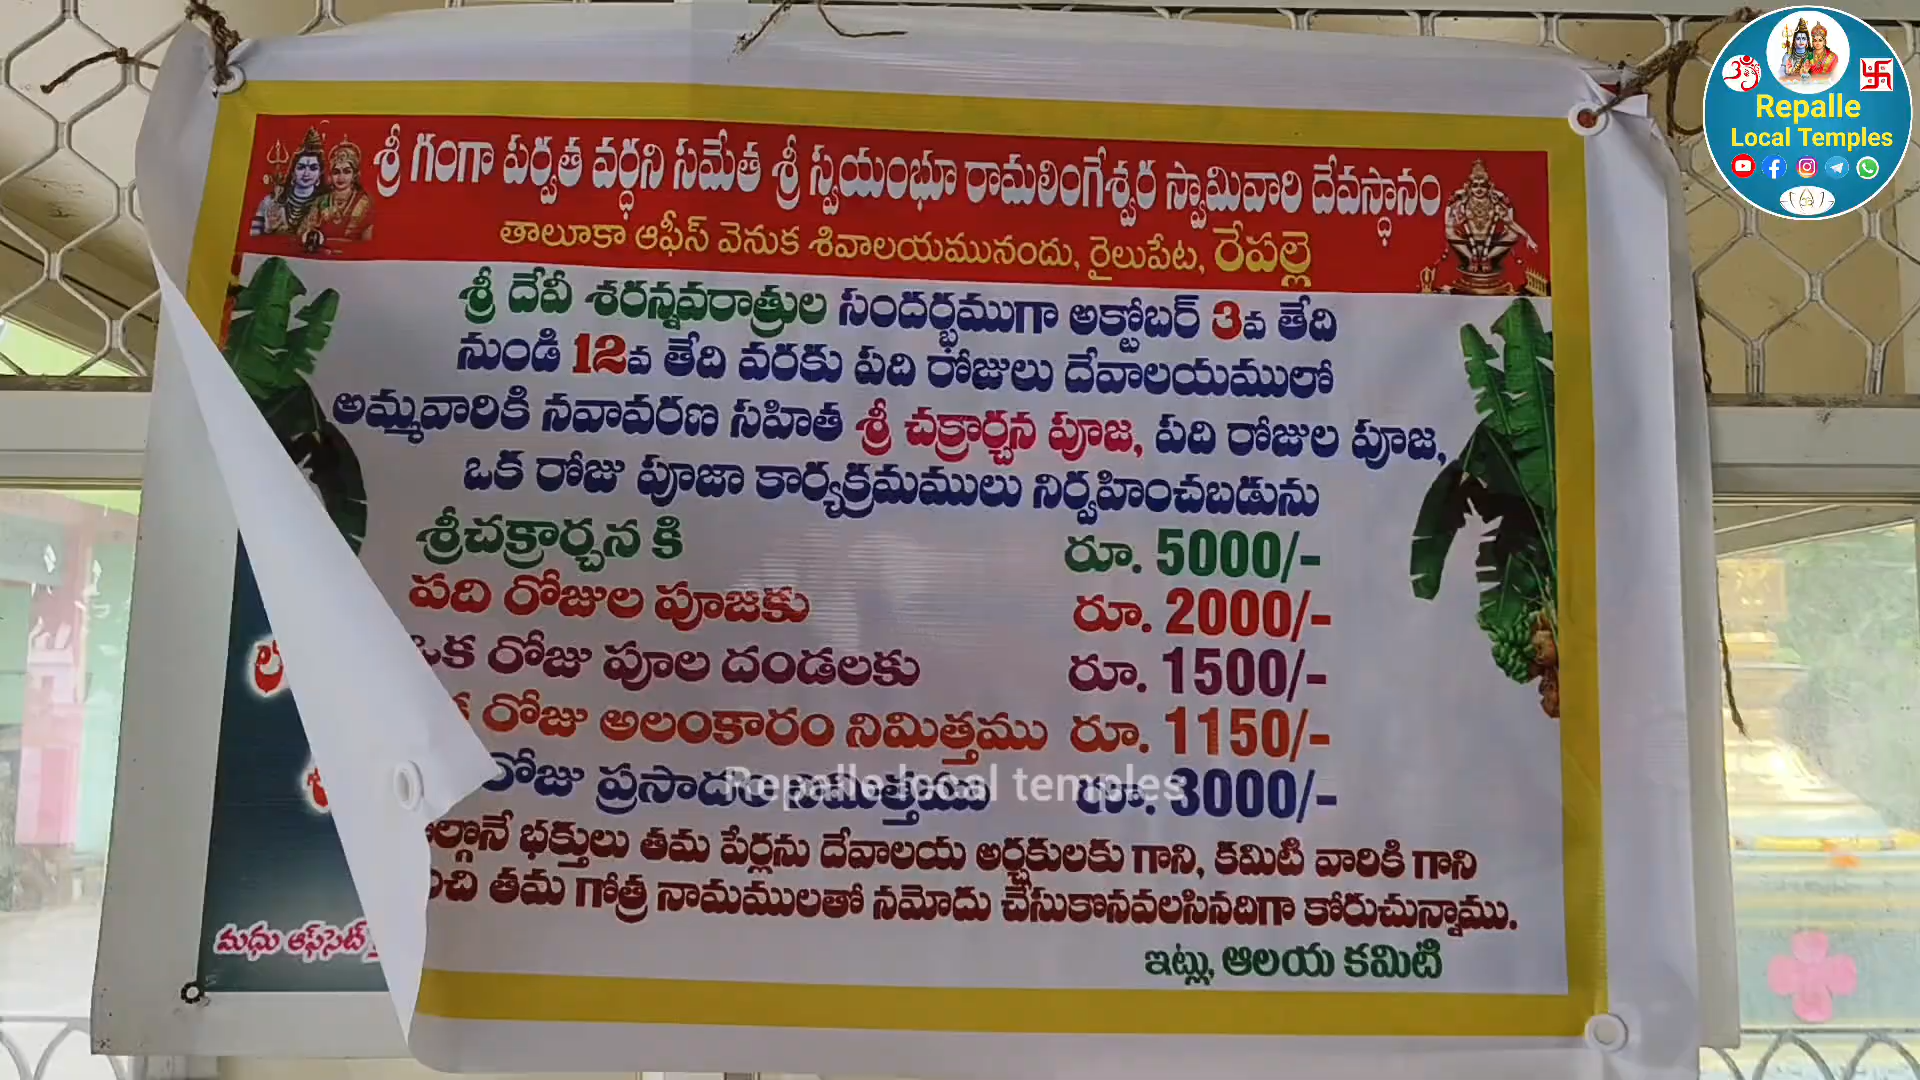 శ్రీ గంగా పర్వత వర్ధని సమేత శ్రీ స్వయంభూ రామలింగేశ్వర స్వామివారి దేవస్థానం
తాలూకా ఆఫీస్ వెనుక శివాలయమునందు, రైలుపేట, రేపల్లె
శ్రీ దేవీ శరన్నవరాత్రుల సందర్భముగా అక్టోబర్ 3వ తేది
నుండి 12వ తేది వరకు పది రోజులు దేవాలయములో
అమ్మవారికి నవావరణ సహిత శ్రీ చక్రార్చన పూజ, పది రోజుల పూజ,
ఒక రోజు పూజా కార్యక్రమములు నిర్వహించబడును
శ్రీచక్రార్చన కి రూ. 5000/-
పది రోజుల పూజకు రూ. 2000/-
ఒక రోజు పూల దండలకు రూ. 1500/-
రోజు అలంకారం నిమిత్తము రూ. 1150/-
రోజు ప్రసాదం నిమిత్తము రూ. 3000/-
భక్తులు తమ పేర్లను దేవాలయ అర్చకులకు గాని, కమిటి వారికి గాని
తమ గోత్ర నామములతో నమోదు చేసుకొనవలసినదిగా కోరుచున్నాము.
ఇట్లు, ఆలయ కమిటి
మధు ఆఫ్‌సెట్
Repalle local temples
Repalle
Local Temples